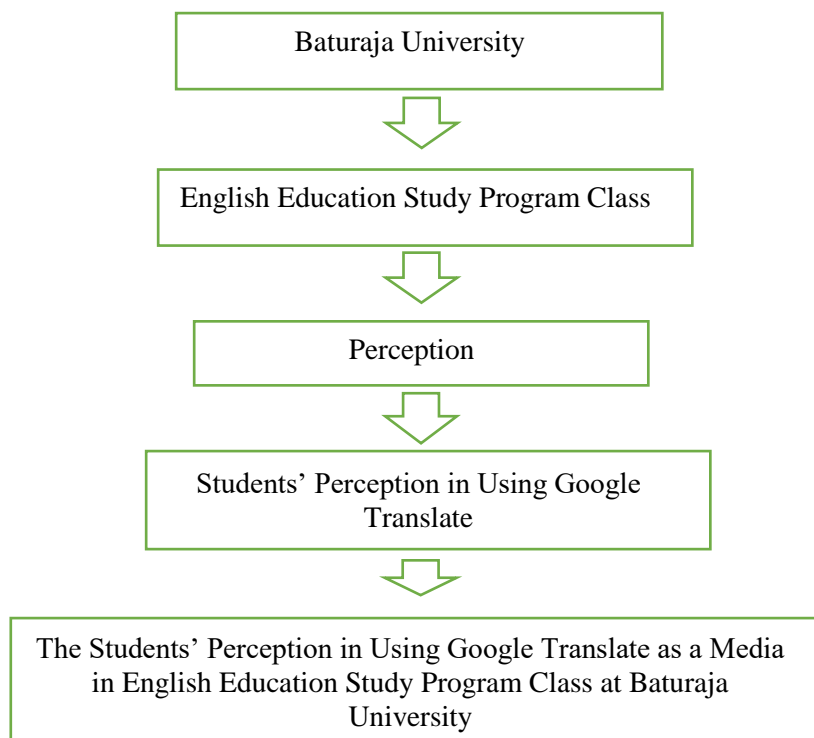 Baturaja University
English Education Study Program Class
Perception
Students’ Perception in Using Google
Translate
The Students’ Perception in Using Google Translate as a Media
in English Education Study Program Class at Baturaja
University